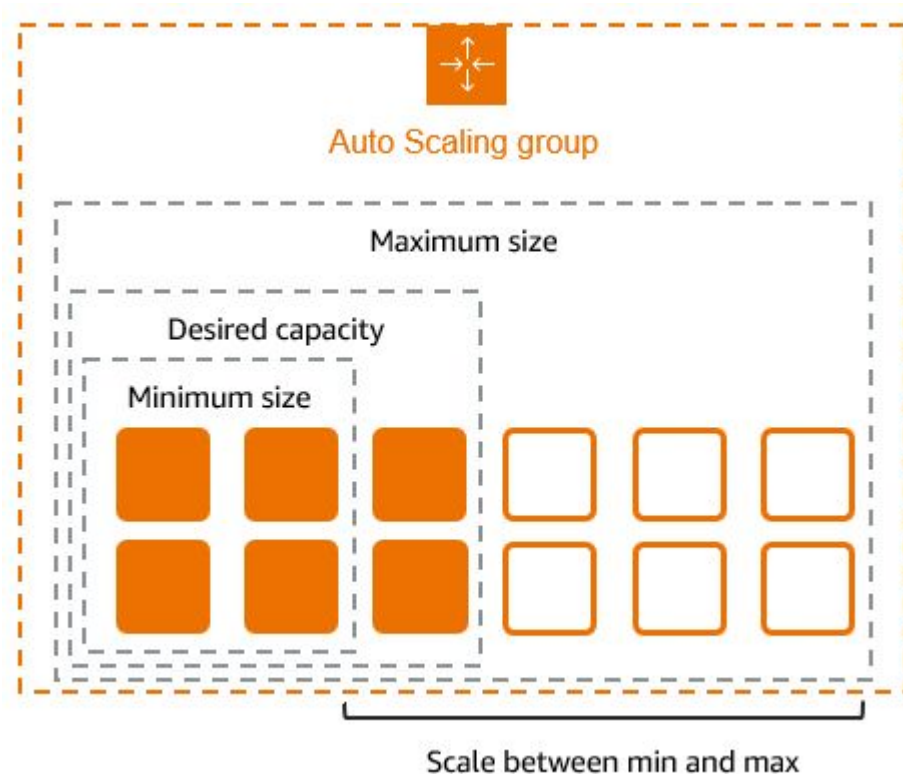 Auto Scaling group
Maximum size
Desired capacity
Minimum size
Scale between min and max